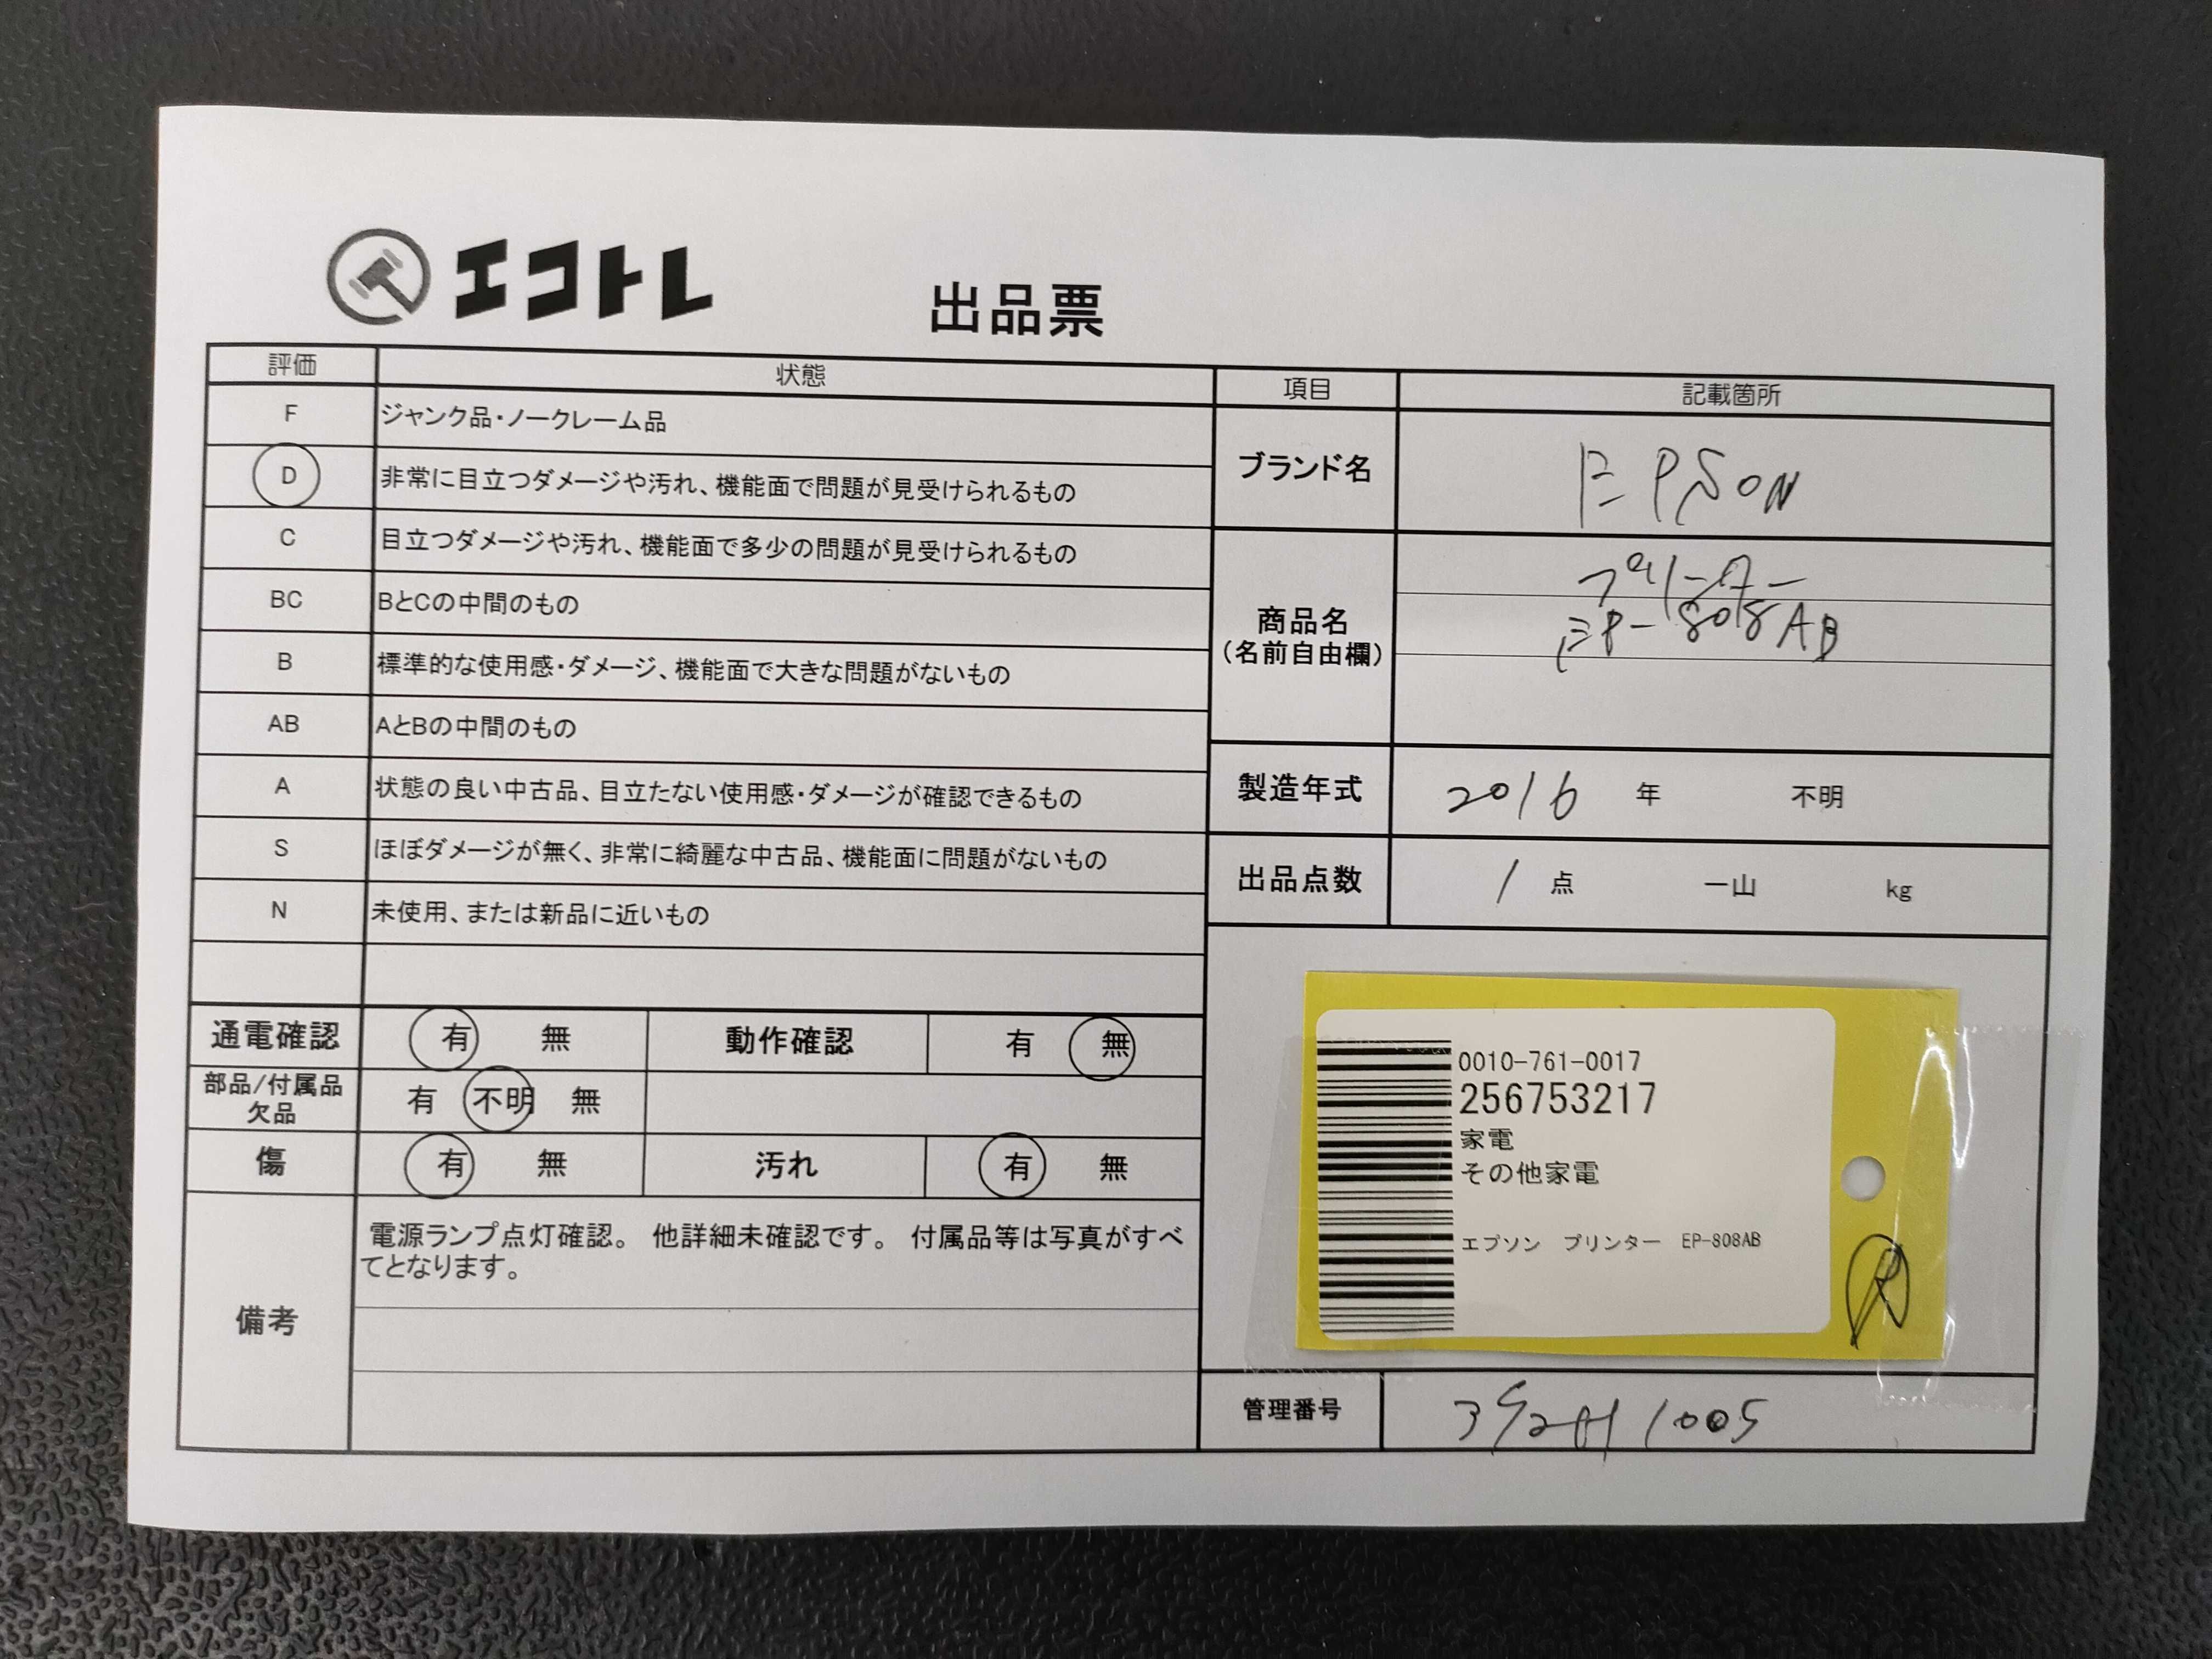 エコトレ
出品票
評価 状態
F ジャンク品・ノークレーム品
D 非常に目立つダメージや汚れ、機能面で問題が見受けられるもの
C 目立つダメージや汚れ、機能面で多少の問題が見受けられるもの
BC BとCの中間のもの
B 標準的な使用感・ダメージ、機能面で大きな問題がないもの
AB AとBの中間のもの
A 状態の良い中古品、目立たない使用感・ダメージが確認できるもの
S ほぼダメージが無く、非常に綺麗な中古品、機能面に問題がないもの
N 未使用、または新品に近いもの
通電確認 有 無 動作確認 有 無
部品/付属品
欠品
有 不明 無
傷 有 無 汚れ 有 無
備考
電源ランプ点灯確認。 他詳細未確認です。 付属品等は写真がすべ
てとなります。
項目 記載箇所
ブランド名 EPSON
商品名
(名前自由欄)
プリンター
EP-808AB
製造年式 2016 年 不明
出品点数 1 点 一山 kg
0010-761-0017
256753217
家電
その他家電
エプソン プリンター EP-808AB
管理番号